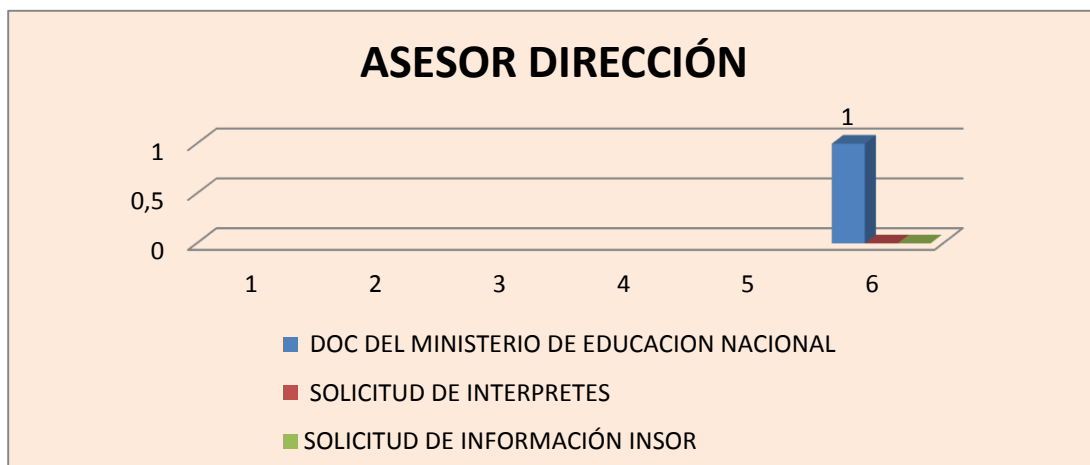 ASESOR DIRECCIÓN
1
1
0,5
0
1 2 3 4 5 6
DOC DEL MINISTERIO DE EDUCACION NACIONAL
SOLICITUD DE INTERPRETES
SOLICITUD DE INFORMACIÓN INSOR